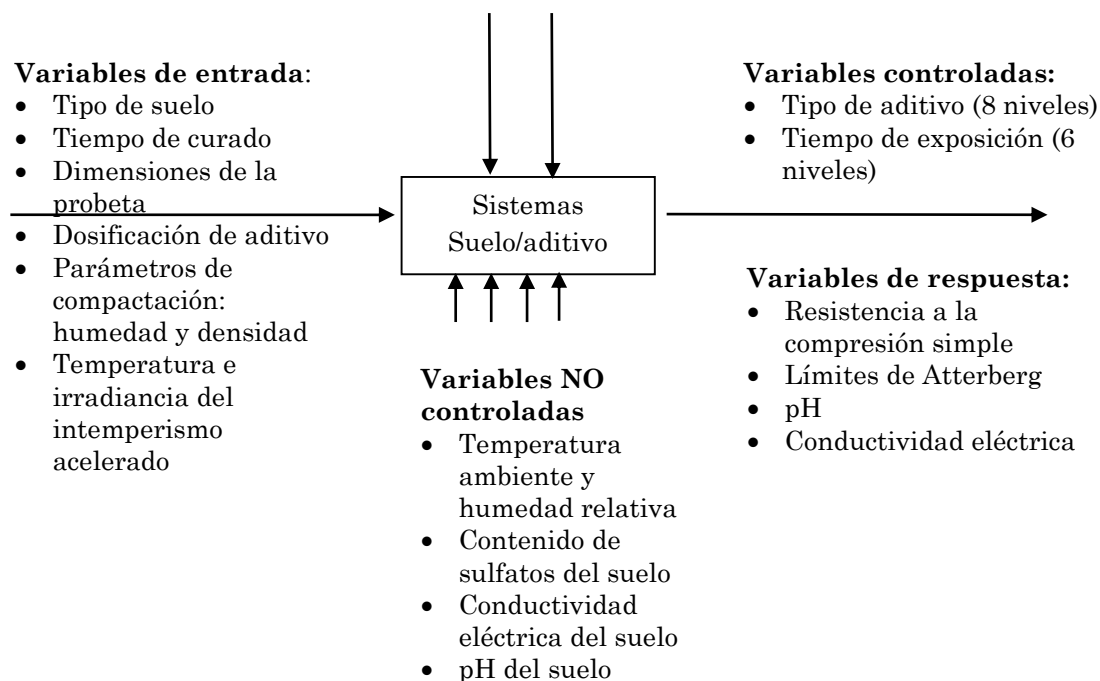 Variables de entrada:
• Tipo de suelo
• Tiempo de curado
• Dimensiones de la
probeta
• Dosificación de aditivo
• Parámetros de
compactación:
humedad y densidad
• Temperatura e
irradiancia del
intemperismo
acelerado
Sistemas
Suelo/aditivo
Variables NO
controladas
• Temperatura
ambiente y
humedad relativa
• Contenido de
sulfatos del suelo
• Conductividad
eléctrica del suelo
• pH del suelo
Variables controladas:
• Tipo de aditivo (8 niveles)
• Tiempo de exposición (6
niveles)
Variables de respuesta:
• Resistencia a la
compresión simple
• Límites de Atterberg
• pH
• Conductividad eléctrica